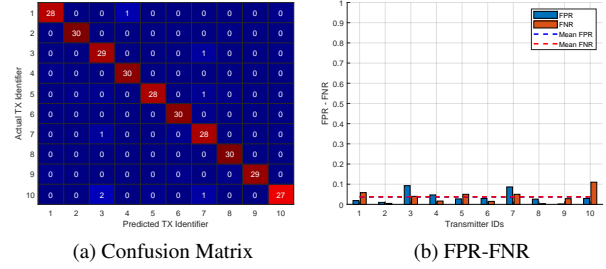 1 28 0 0 1 0 0 0 0 0 0
2 0 30 0 0 0 0 0 0 0 0
3 0 0 29 0 0 0 1 0 0 0
4 0 0 0 30 0 0 0 0 0 0
5 0 0 0 0 28 0 1 0 0 0
6 0 0 0 0 0 30 0 0 0 0
7 0 0 1 0 0 0 28 0 0 0
8 0 0 0 0 0 0 0 30 0 0
9 0 0 0 0 0 0 0 0 29 0
10 0 0 2 0 0 0 1 0 0 27
1 2 3 4 5 6 7 8 9 10
Actual TX Identifier
Predicted TX Identifier
(a) Confusion Matrix
FPR
FNR
Mean FPR
Mean FNR
1
0.9
0.8
0.7
0.6
0.5
0.4
0.3
0.2
0.1
0
FPR - FNR
1 2 3 4 5 6 7 8 9 10
Transmitter IDs
(b) FPR-FNR